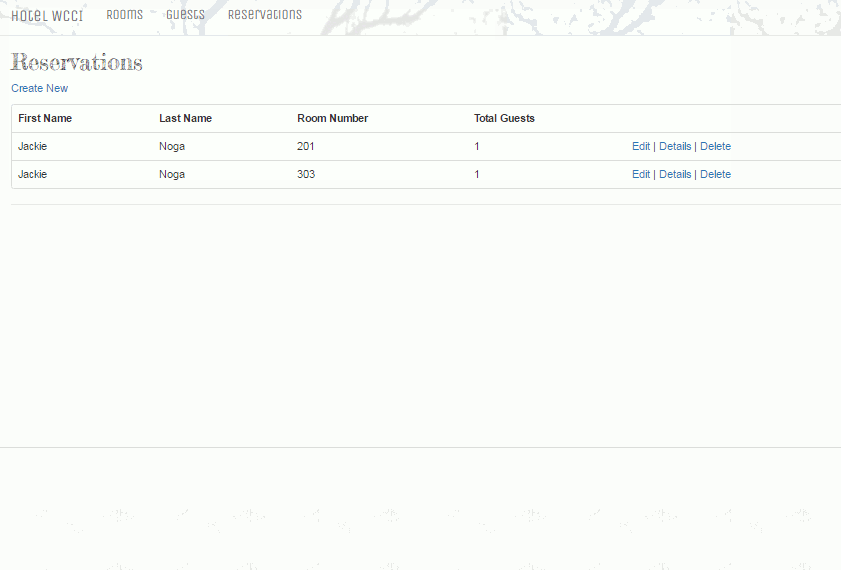 Hotel WCCI Rooms Guests Reservations
Reservations
Create New
First Name Last Name Room Number Total Guests
Jackie Noga 201 1 Edit | Details | Delete
Jackie Noga 303 1 Edit | Details | Delete